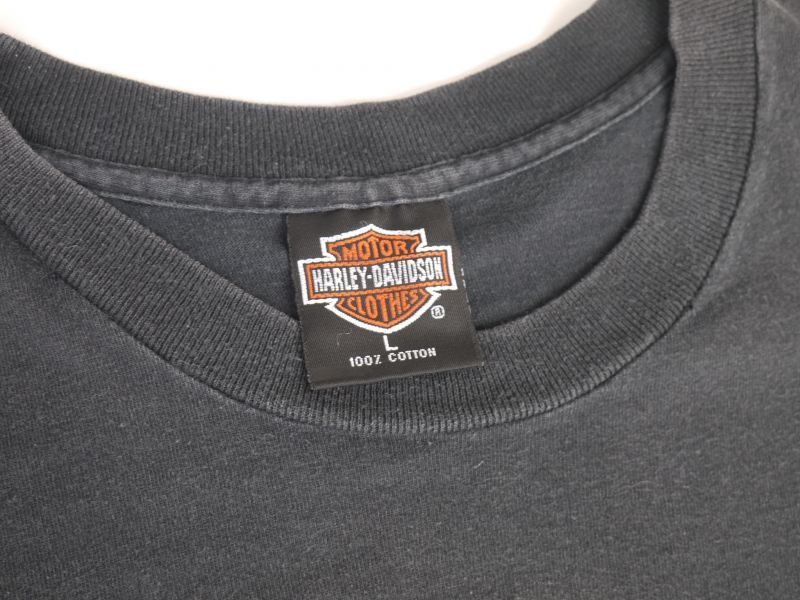 MOTOR
HARLEY-DAVIDSON
CLOTHES
®
L
100% COTTON